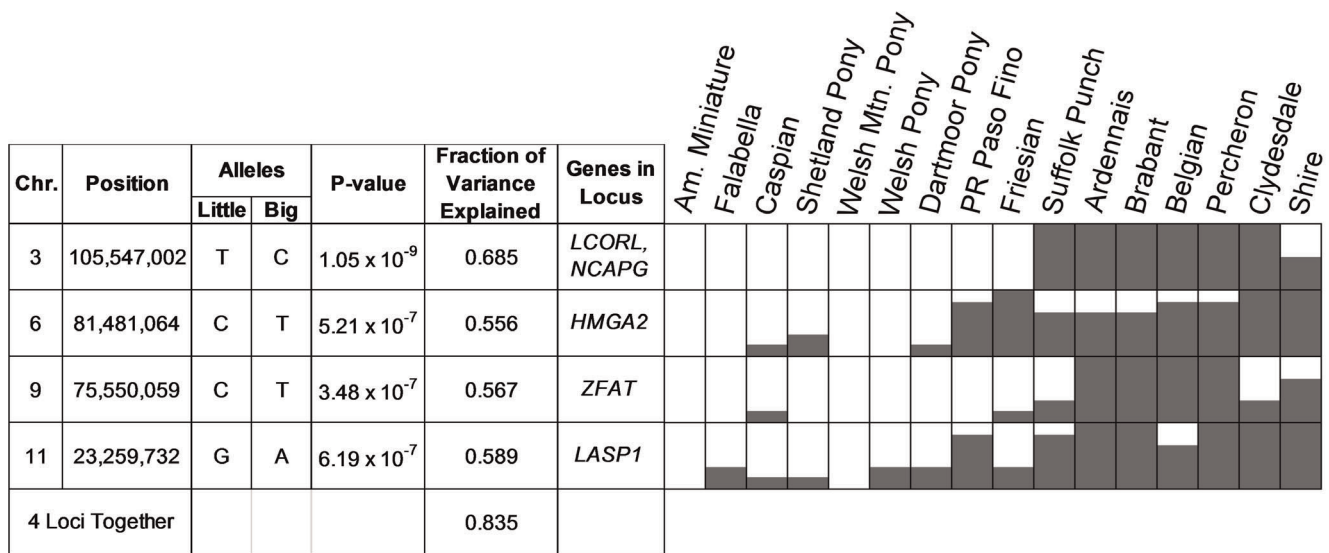 Am. Miniature
Falabella
Caspian
Shetland Pony
Welsh Mtn. Pony
Welsh Pony
Dartmoor Pony
PR Paso Fino
Friesian
Suffolk Punch
Ardennais
Brabant
Belgian
Percheron
Clydesdale
Shire
Chr. Position Alleles P-value Fraction of Variance Explained Genes in Locus
Little Big
3 105,547,002 T C 1.05 x 10⁻⁹ 0.685 LCORL, NCAPG
6 81,481,064 C T 5.21 x 10⁻⁷ 0.556 HMGA2
9 75,550,059 C T 3.48 x 10⁻⁷ 0.567 ZFAT
11 23,259,732 G A 6.19 x 10⁻⁷ 0.589 LASP1
4 Loci Together 0.835